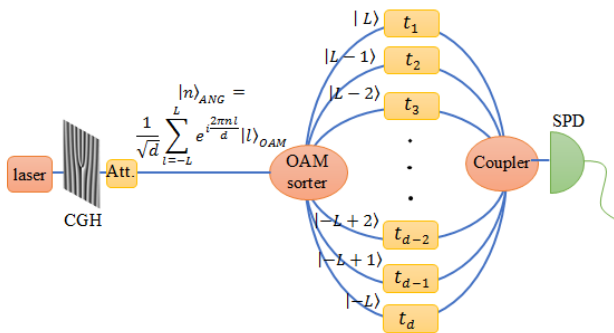 laser
CGH
Att.
|n⟩_ANG =
1/√d ∑_{l=−L}^{L} e^{i2πnl/d} |l⟩_OAM
OAM
sorter
|L⟩
t_1
|L−1⟩
t_2
|L−2⟩
t_3
|−L+2⟩
t_{d−2}
|−L+1⟩
t_{d−1}
|−L⟩
t_d
Coupler
SPD